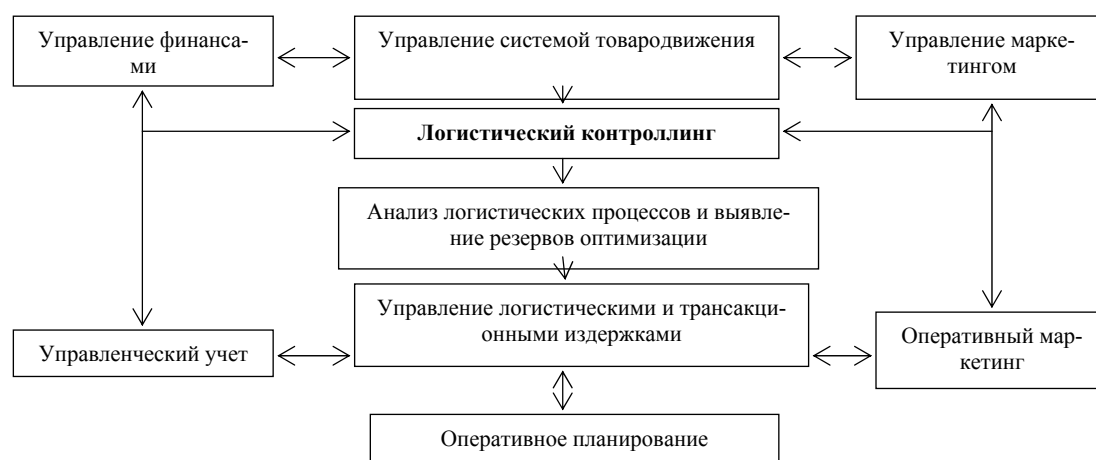 Управление финанса-
ми
Управление системой товародвижения
Управление марке-
тингом
Логистический контроллинг
Анализ логистических процессов и выявле-
ние резервов оптимизации
Управление логистическими и трансакци-
онными издержками
Управленческий учет
Оперативный мар-
кетинг
Оперативное планирование